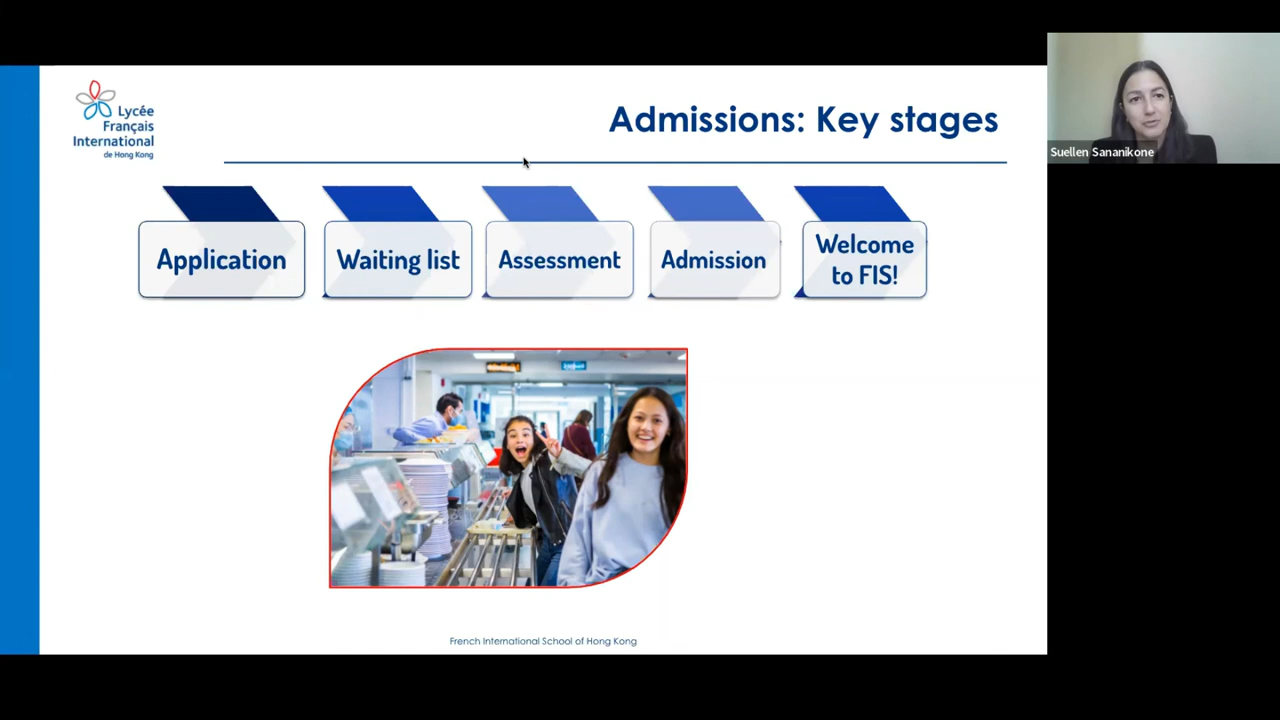 Lycée
Français
International
de Hong Kong
Admissions: Key stages
Suellen Sananikone
Application
Waiting list
Assessment
Admission
Welcome
to FIS!
French International School of Hong Kong